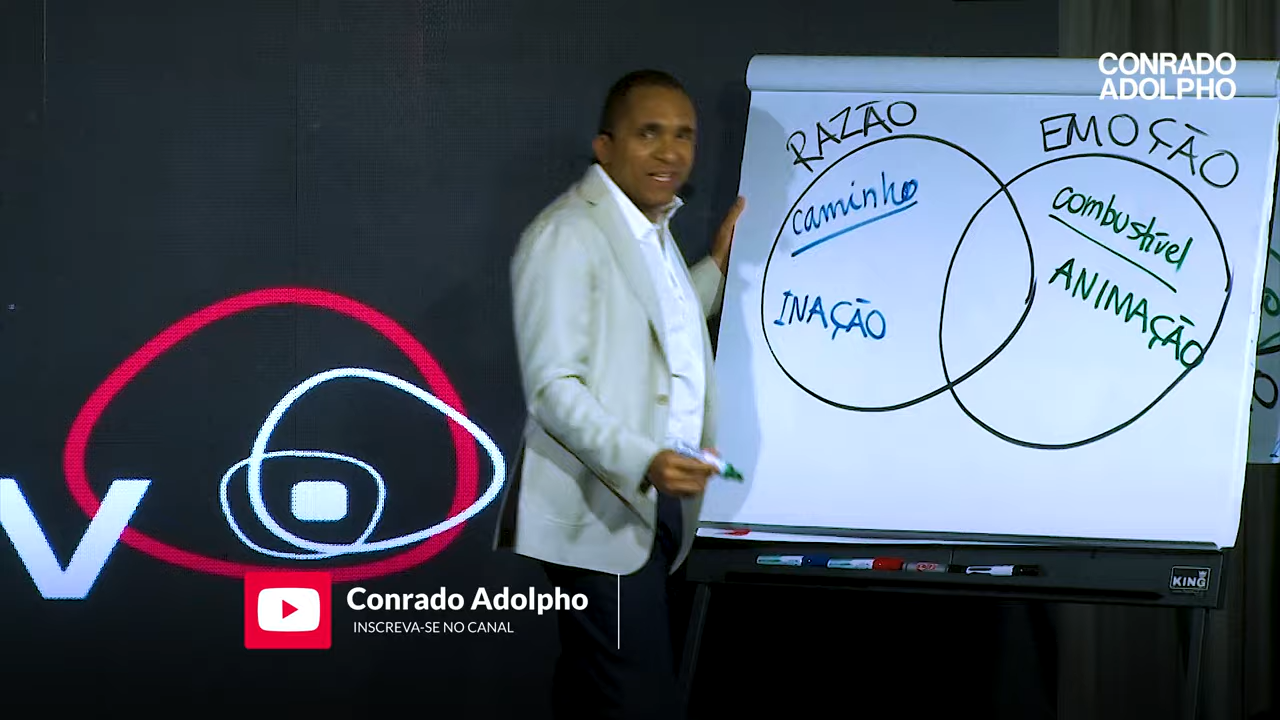 CONRADO
ADOLPHO
RAZÃO
EMOÇÃO
caminho
combustível
INAÇÃO
ANIMAÇÃO
V
KING
Conrado Adolpho
INSCREVA-SE NO CANAL